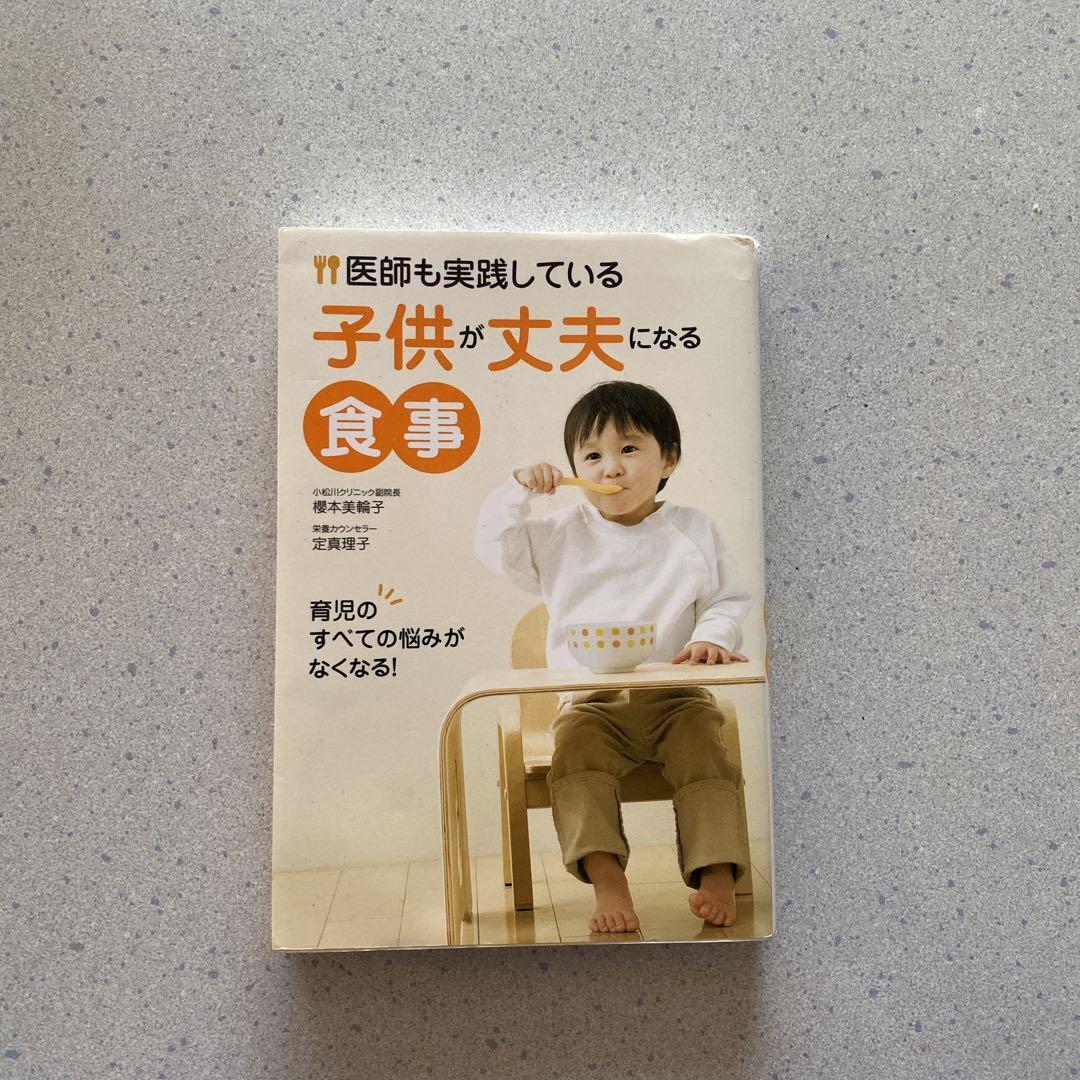 医師も実践している
子供が丈夫になる
食事
小松川クリニック副院長
櫻本美輪子
栄養カウンセラー
定真理子
育児の
すべての悩みが
なくなる!